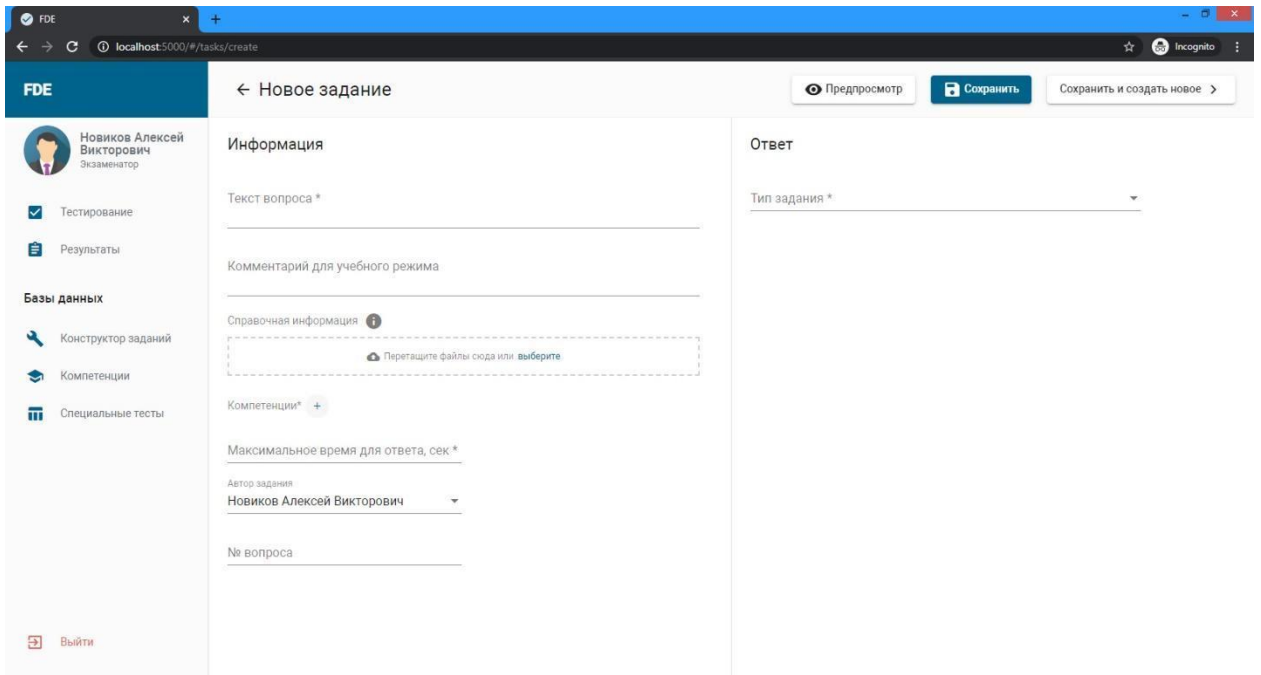 FDE
localhost:5000/#/tasks/create
Incognito
FDE
← Новое задание
Предпросмотр
Сохранить
Сохранить и создать новое
Новиков Алексей
Викторович
Экзаменатор
Тестирование
Результаты
Базы данных
Конструктор заданий
Компетенции
Специальные тесты
Выйти
Информация
Текст вопроса *
Комментарий для учебного режима
Справочная информация
Перетащите файлы сюда или выберите
Компетенции* +
Максимальное время для ответа, сек *
Автор задания
Новиков Алексей Викторович
№ вопроса
Ответ
Тип задания *